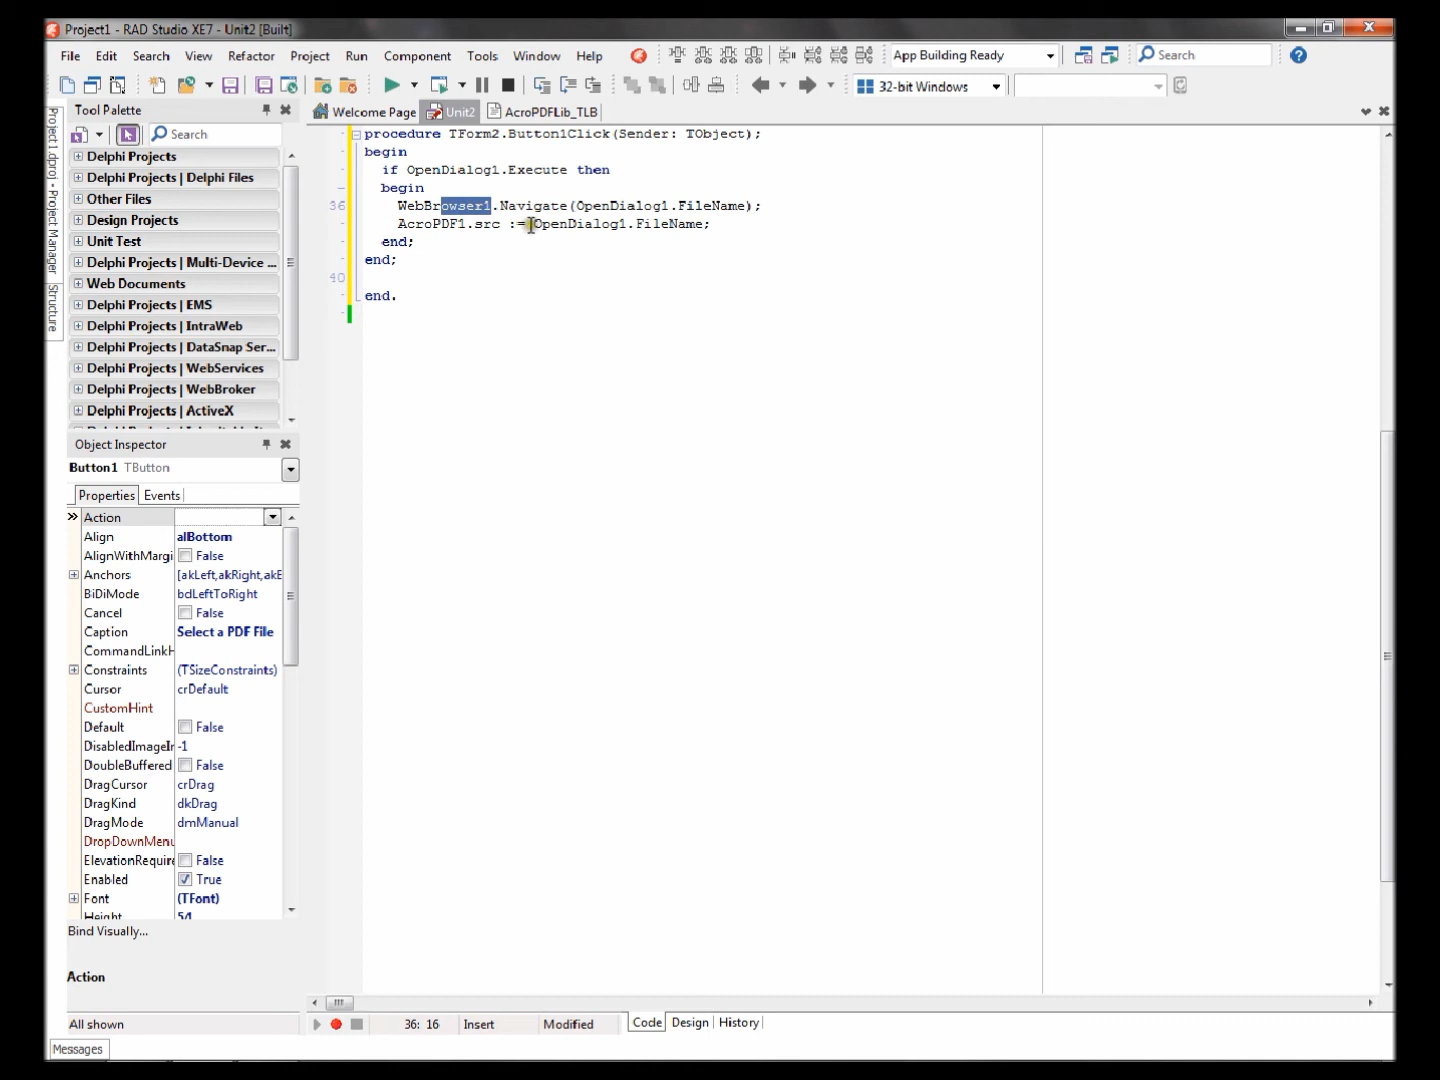 Project1 - RAD Studio XE7 - Unit2 [Built]
File Edit Search View Refactor Project Run Component Tools Window Help
App Building Ready
Search
32-bit Windows
Tool Palette
Welcome Page
Unit2
AcroPDFLib_TLB
Search
Project1.dproj - Project Manager
Structure
Delphi Projects
Delphi Projects | Delphi Files
Other Files
Design Projects
Unit Test
Delphi Projects | Multi-Device ...
Web Documents
Delphi Projects | EMS
Delphi Projects | IntraWeb
Delphi Projects | DataSnap Ser...
Delphi Projects | WebServices
Delphi Projects | WebBroker
Delphi Projects | ActiveX
procedure TForm2.Button1Click(Sender: TObject);
begin
if OpenDialog1.Execute then
begin
36 WebBrowser1.Navigate(OpenDialog1.FileName);
AcroPDF1.src := OpenDialog1.FileName;
end;
end;
40
end.
Object Inspector
Button1 TButton
Properties Events
Action
Align alBottom
AlignWithMargi False
Anchors [akLeft,akRight,akB
BiDiMode bdLeftToRight
Cancel False
Caption Select a PDF File
CommandLinkH
Constraints (TSizeConstraints)
Cursor crDefault
CustomHint
Default False
DisabledImageIn -1
DoubleBuffered False
DragCursor crDrag
DragKind dkDrag
DragMode dmManual
DropDownMenu
ElevationRequire False
Enabled True
Font (TFont)
Height 54
Bind Visually...
Action
All shown
36: 16 Insert Modified
Code Design History
Messages